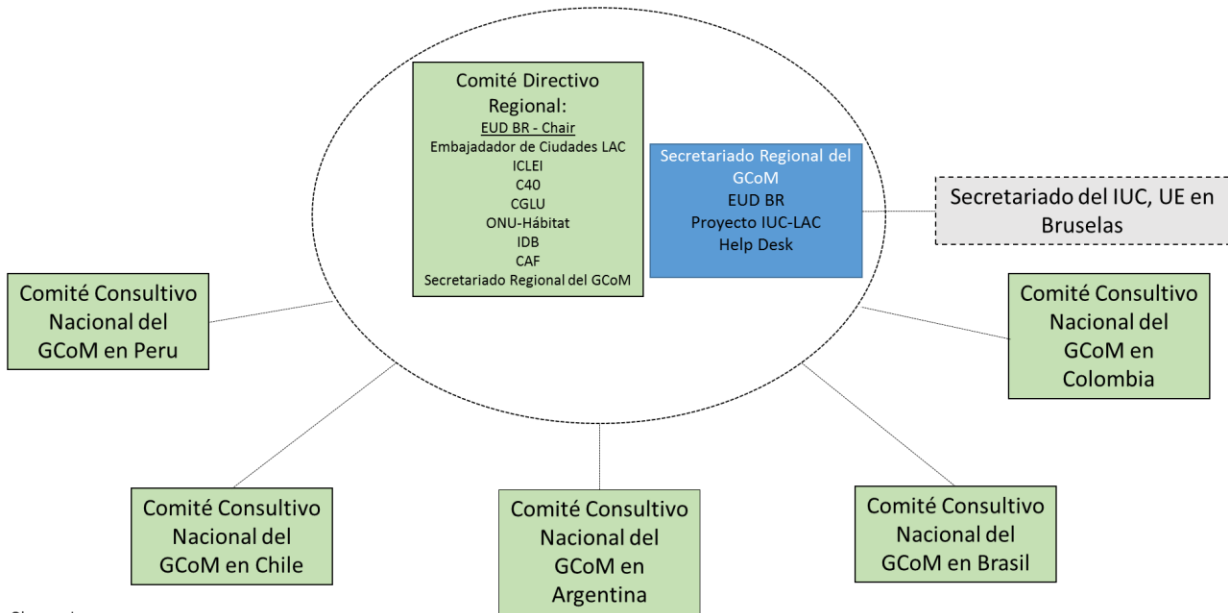 Comité Directivo
Regional:
EUD BR - Chair
Embajador de Ciudades LAC
ICLEI
C40
CGLU
ONU-Hábitat
IDB
CAF
Secretariado Regional del GCoM
Secretariado Regional del
GCoM
EUD BR
Proyecto IUC-LAC
Help Desk
Secretariado del IUC, UE en
Bruselas
Comité Consultivo
Nacional del
GCoM en Peru
Comité Consultivo
Nacional del
GCoM en
Colombia
Comité Consultivo
Nacional del
GCoM en Chile
Comité Consultivo
Nacional del
GCoM en
Argentina
Comité Consultivo
Nacional del
GCoM en Brasil